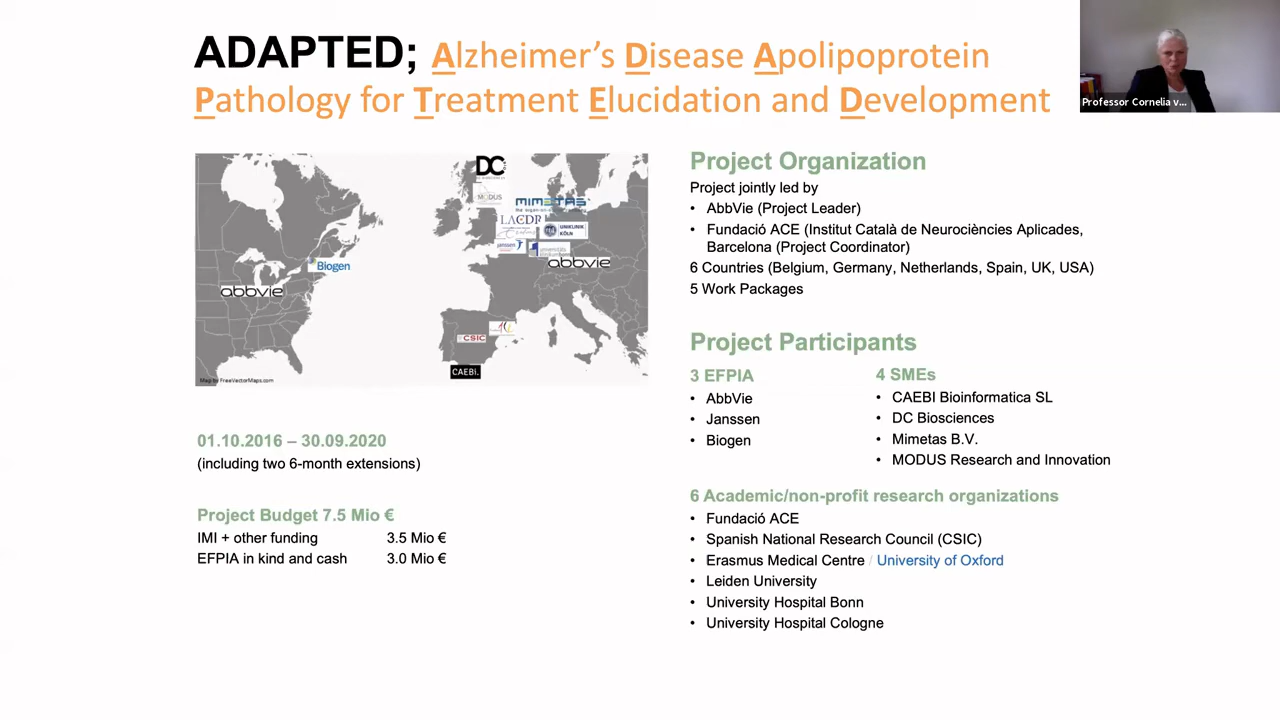 ADAPTED; Alzheimer's Disease Apolipoprotein
Pathology for Treatment Elucidation and Development
Professor Cornelia v...
DC
MODUS
MIMETAS
LACDR
UNIKLINIK
KÖLN
janssen
abbvie
Biogen
abbvie
CSIC
CAEBi.
Map by FreeVectorMaps.com
01.10.2016 – 30.09.2020
(including two 6-month extensions)
Project Budget 7.5 Mio €
IMI + other funding 3.5 Mio €
EFPIA in kind and cash 3.0 Mio €
Project Organization
Project jointly led by
• AbbVie (Project Leader)
• Fundació ACE (Institut Català de Neurociències Aplicades,
Barcelona (Project Coordinator)
6 Countries (Belgium, Germany, Netherlands, Spain, UK, USA)
5 Work Packages
Project Participants
3 EFPIA
• AbbVie
• Janssen
• Biogen
4 SMEs
• CAEBI Bioinformatica SL
• DC Biosciences
• Mimetas B.V.
• MODUS Research and Innovation
6 Academic/non-profit research organizations
• Fundació ACE
• Spanish National Research Council (CSIC)
• Erasmus Medical Centre / University of Oxford
• Leiden University
• University Hospital Bonn
• University Hospital Cologne